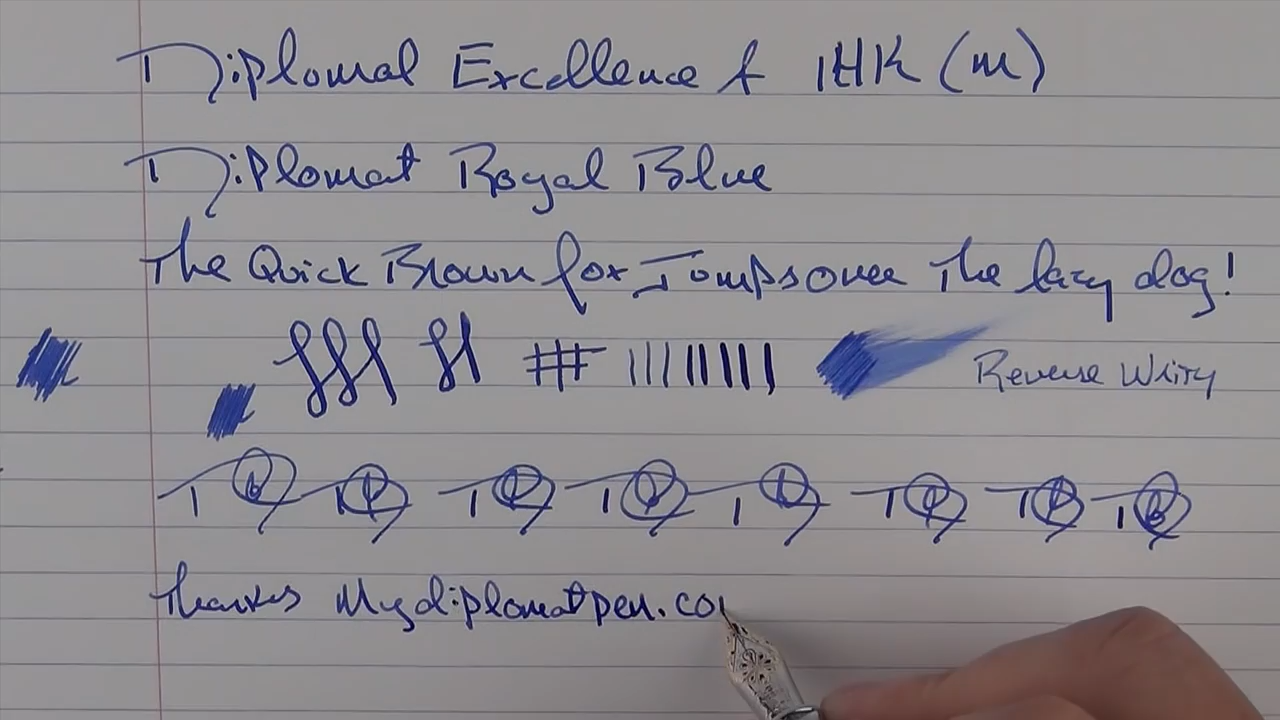 Diplomat Excellence A 14K (M)
Diplomat Royal Blue
The Quick Brown fox Jumps over The lazy dog!
Reverse Writing
Thanks Mydiplomatpen.co